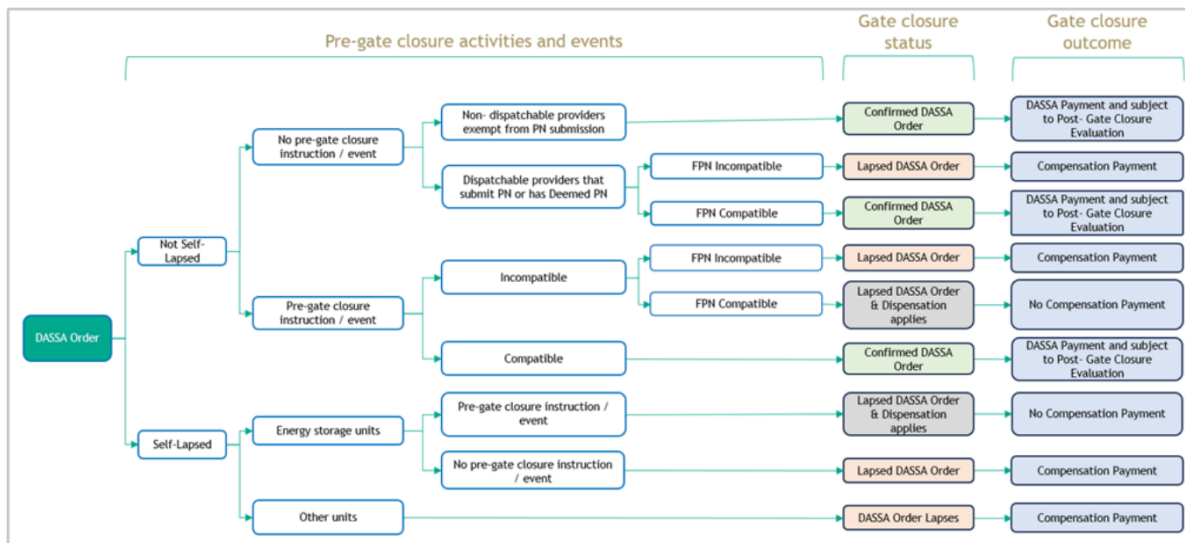 Pre-gate closure activities and events
Gate closure
status
Gate closure
outcome
Non- dispatchable providers
exempt from PN submission
Confirmed DASSA
Order
DASSA Payment and subject
to Post- Gate Closure
Evaluation
No pre-gate closure
instruction / event
Dispatchable providers that
submit PN or has Deemed PN
FPN Incompatible
Lapsed DASSA Order
Compensation Payment
FPN Compatible
Confirmed DASSA
Order
DASSA Payment and subject
to Post- Gate Closure
Evaluation
Not Self-
Lapsed
Incompatible
FPN Incompatible
Lapsed DASSA Order
Compensation Payment
Pre-gate closure
instruction / event
FPN Compatible
Lapsed DASSA Order
& Dispensation
applies
No Compensation Payment
DASSA Order
Compatible
Confirmed DASSA
Order
DASSA Payment and subject
to Post- Gate Closure
Evaluation
Self-Lapsed
Energy storage units
Pre-gate closure instruction /
event
Lapsed DASSA Order
& Dispensation
applies
No Compensation Payment
No pre-gate closure instruction
/ event
Lapsed DASSA Order
Compensation Payment
Other units
DASSA Order Lapses
Compensation Payment